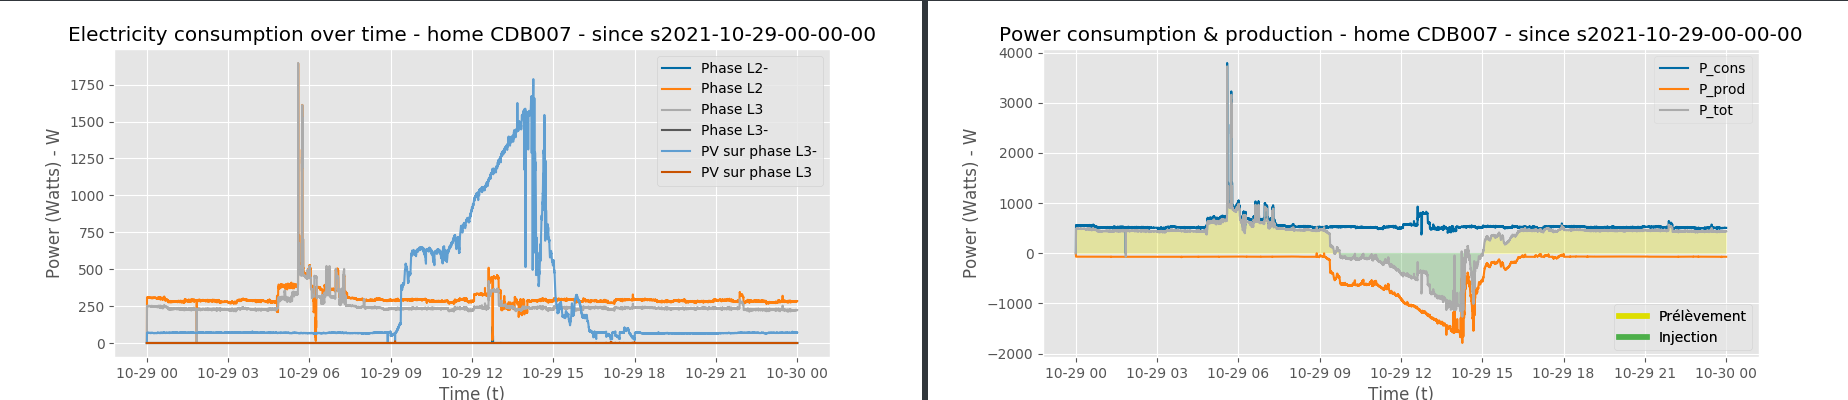 Electricity consumption over time - home CDB007 - since s2021-10-29-00-00-00
Power (Watts) - W
1750
1500
1250
1000
750
500
250
0
Phase L2-
Phase L2
Phase L3
Phase L3-
PV sur phase L3-
PV sur phase L3
10-29 00 10-29 03 10-29 06 10-29 09 10-29 12 10-29 15 10-29 18 10-29 21 10-30 00
Time (t)
Power consumption & production - home CDB007 - since s2021-10-29-00-00-00
Power (Watts) - W
4000
3000
2000
1000
0
−1000
−2000
P_cons
P_prod
P_tot
Prélèvement
Injection
10-29 00 10-29 03 10-29 06 10-29 09 10-29 12 10-29 15 10-29 18 10-29 21 10-30 00
Time (t)